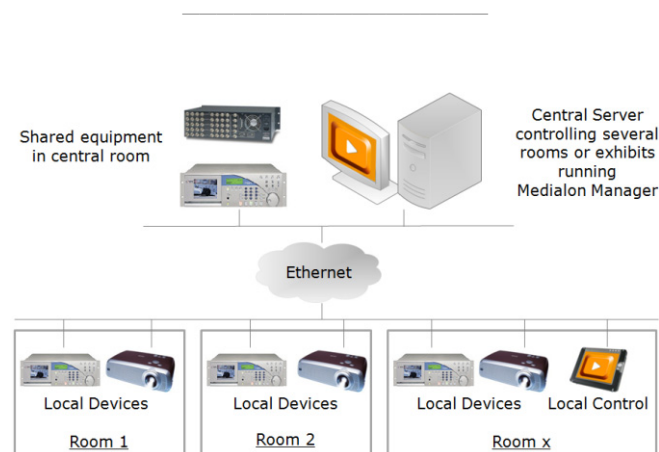 Shared equipment
in central room
Central Server
controlling several
rooms or exhibits
running
Medialon Manager
Ethernet
Local Devices
Room 1
Local Devices
Room 2
Local Devices
Local Control
Room x